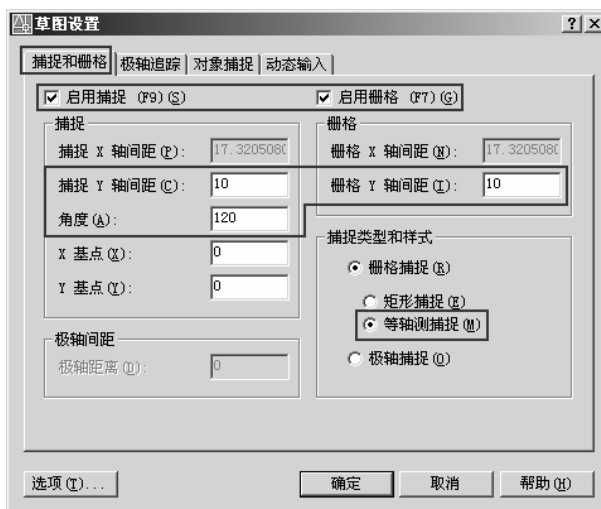 草图设置
捕捉和栅格 极轴追踪 对象捕捉 动态输入
启用捕捉 (F9)(S)
启用栅格 (F7)(G)
捕捉
捕捉 X 轴间距(P): 17.3205080
捕捉 Y 轴间距(C): 10
角度(A): 120
X 基点(X): 0
Y 基点(Y): 0
极轴间距
极轴距离(D): 0
栅格
栅格 X 轴间距(N): 17.3205080
栅格 Y 轴间距(I): 10
捕捉类型和样式
栅格捕捉(R)
矩形捕捉(E)
等轴测捕捉(M)
极轴捕捉(O)
选项(T)...
确定
取消
帮助(H)